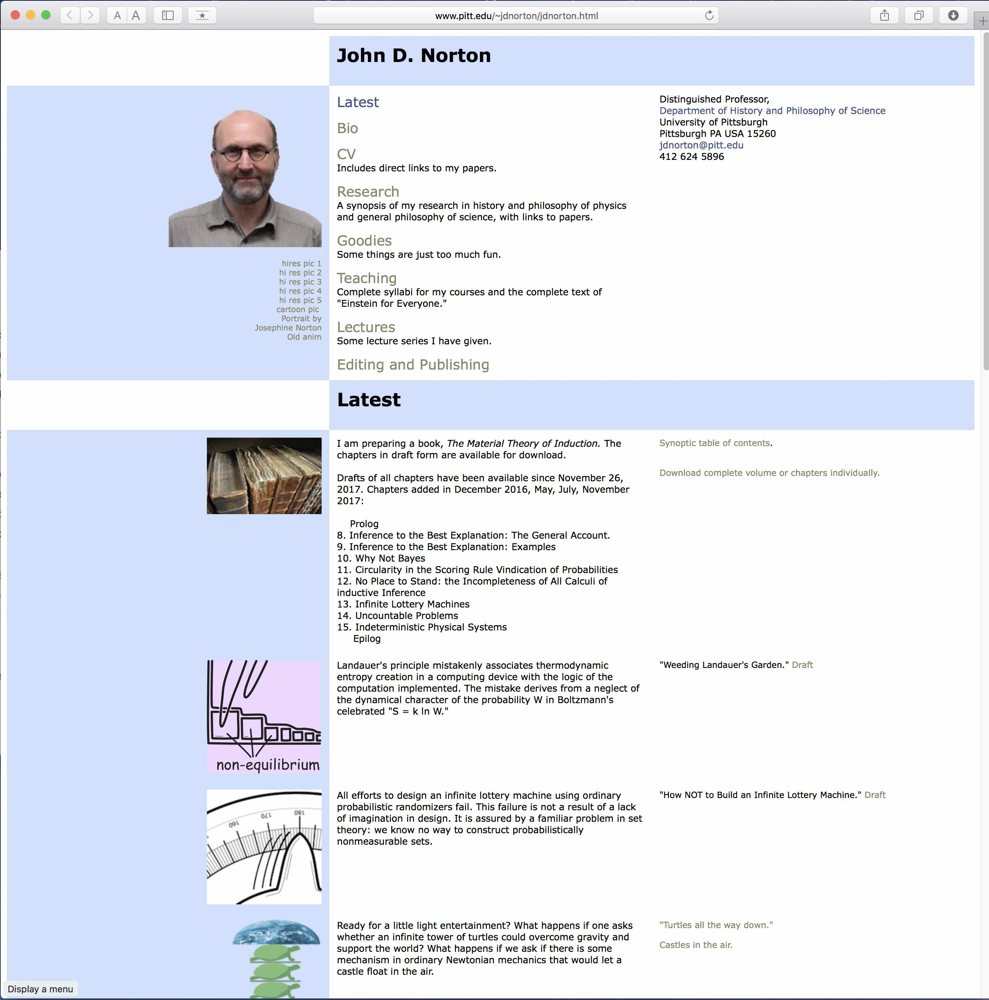 A A
www.pitt.edu/~jdnorton/jdnorton.html
John D. Norton
hires pic 1
hi res pic 2
hi res pic 3
hi res pic 4
hi res pic 5
cartoon pic
Portrait by
Josephine Norton
Old anim
Latest
Bio
CV
Includes direct links to my papers.
Research
A synopsis of my research in history and philosophy of physics
and general philosophy of science, with links to papers.
Goodies
Some things are just too much fun.
Teaching
Complete syllabi for my courses and the complete text of
"Einstein for Everyone."
Lectures
Some lecture series I have given.
Editing and Publishing
Distinguished Professor,
Department of History and Philosophy of Science
University of Pittsburgh
Pittsburgh PA USA 15260
jdnorton@pitt.edu
412 624 5896
Latest
I am preparing a book, The Material Theory of Induction. The
chapters in draft form are available for download.
Drafts of all chapters have been available since November 26,
2017. Chapters added in December 2016, May, July, November
2017:
Prolog
8. Inference to the Best Explanation: The General Account.
9. Inference to the Best Explanation: Examples
10. Why Not Bayes
11. Circularity in the Scoring Rule Vindication of Probabilities
12. No Place to Stand: the Incompleteness of All Calculi of
inductive Inference
13. Infinite Lottery Machines
14. Uncountable Problems
15. Indeterministic Physical Systems
Epilog
Synoptic table of contents.
Download complete volume or chapters individually.
non-equilibrium
Landauer's principle mistakenly associates thermodynamic
entropy creation in a computing device with the logic of the
computation implemented. The mistake derives from a neglect of
the dynamical character of the probability W in Boltzmann's
celebrated "S = k ln W."
"Weeding Landauer's Garden." Draft
160 170 180
All efforts to design an infinite lottery machine using ordinary
probabilistic randomizers fail. This failure is not a result of a lack
of imagination in design. It is assured by a familiar problem in set
theory: we know no way to construct probabilistically
nonmeasurable sets.
"How NOT to Build an Infinite Lottery Machine." Draft
Ready for a little light entertainment? What happens if one asks
whether an infinite tower of turtles could overcome gravity and
support the world? What happens if we ask if there is some
mechanism in ordinary Newtonian mechanics that would let a
castle float in the air.
"Turtles all the way down."
Castles in the air.
Display a menu